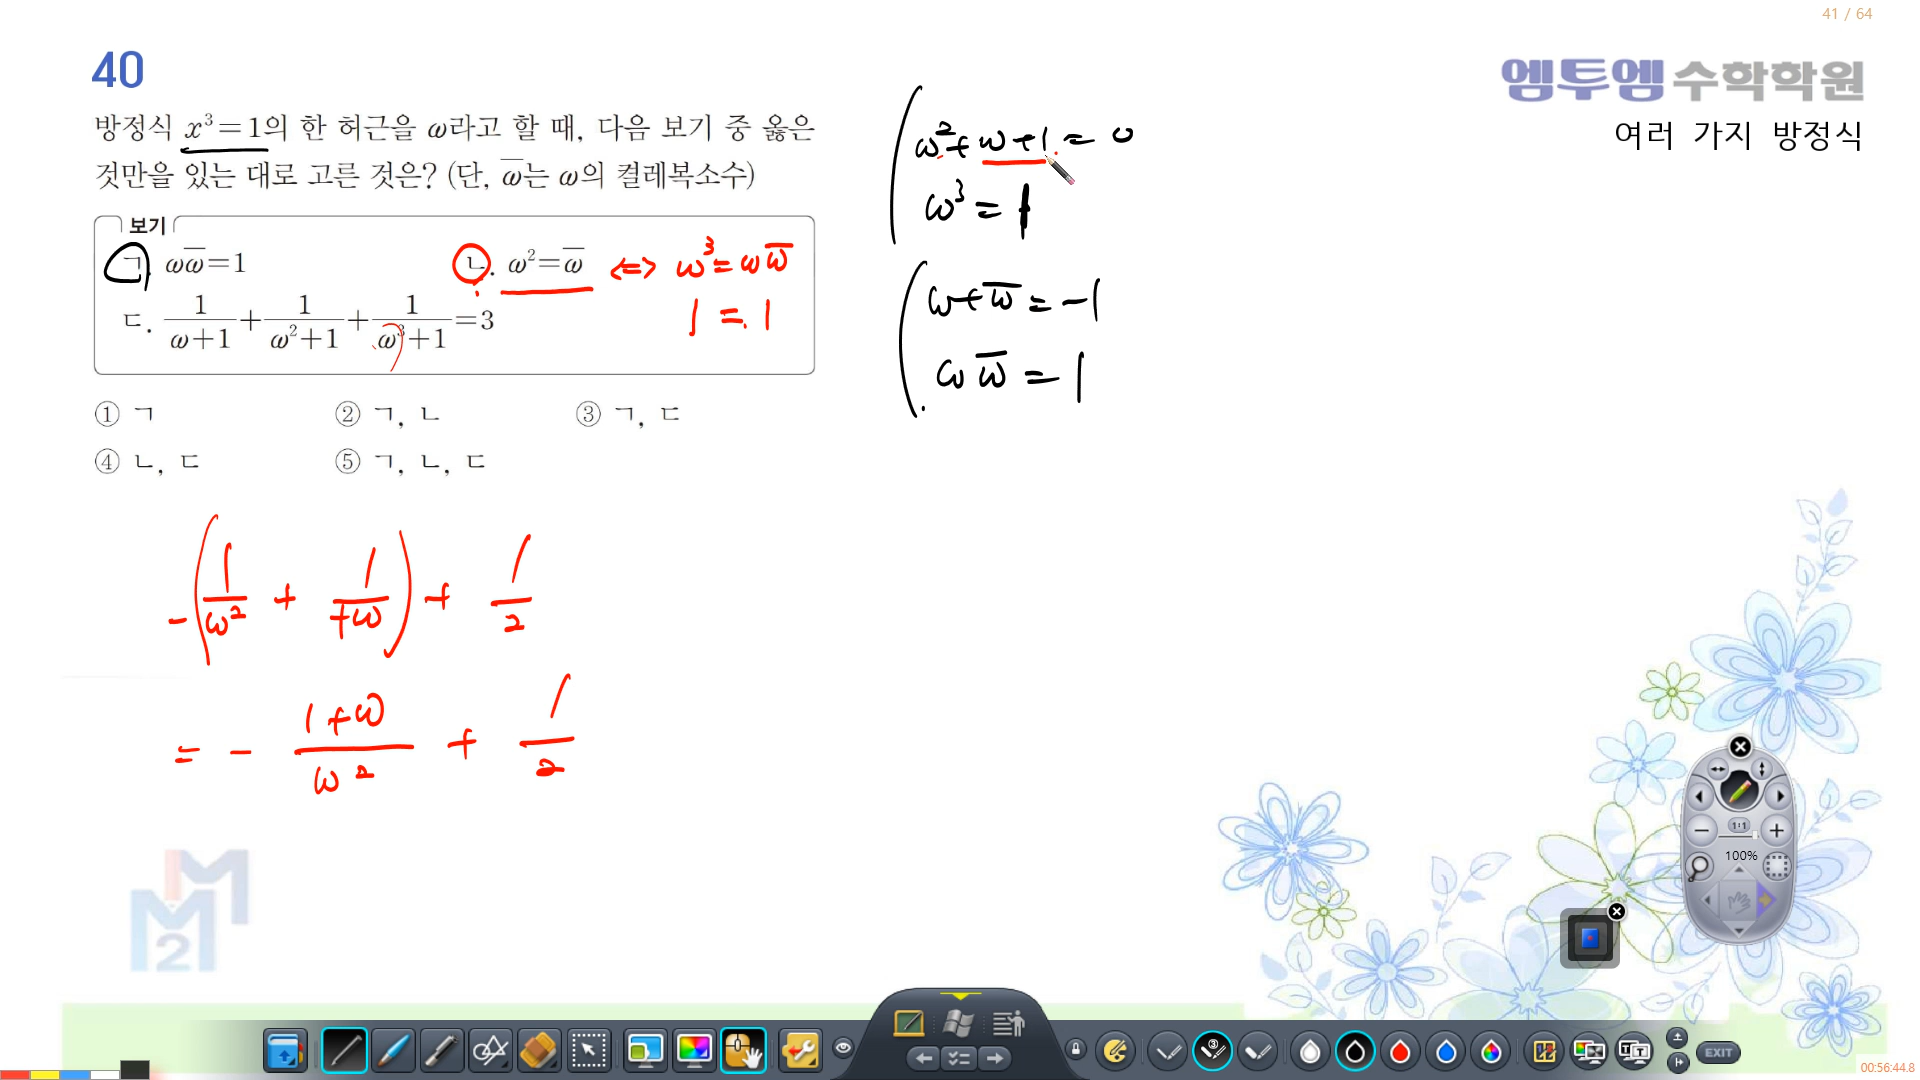 41 / 64
40
엠투엠수학학원
여러 가지 방정식
방정식 x³=1의 한 허근을 ω라고 할 때, 다음 보기 중 옳은
것만을 있는 대로 고른 것은? (단, ω̅는 ω의 켤레복소수)
보기
ㄱ. ωω̅=1
ㄴ. ω²=ω̅ ⇔ ω³=ωω̅
1=1
ㄷ. 1/(ω+1)+1/(ω²+1)+1/(ω³+1)=3
① ㄱ
② ㄱ, ㄴ
③ ㄱ, ㄷ
④ ㄴ, ㄷ
⑤ ㄱ, ㄴ, ㄷ
ω²+ω+1=0
ω³=1
ω+ω̅=-1
ωω̅=1
-(1/ω² + 1/+ω) + 1/2
= - (1+ω)/ω² + 1/2
M2M
1:1
100%
EXIT
00:56:44.8